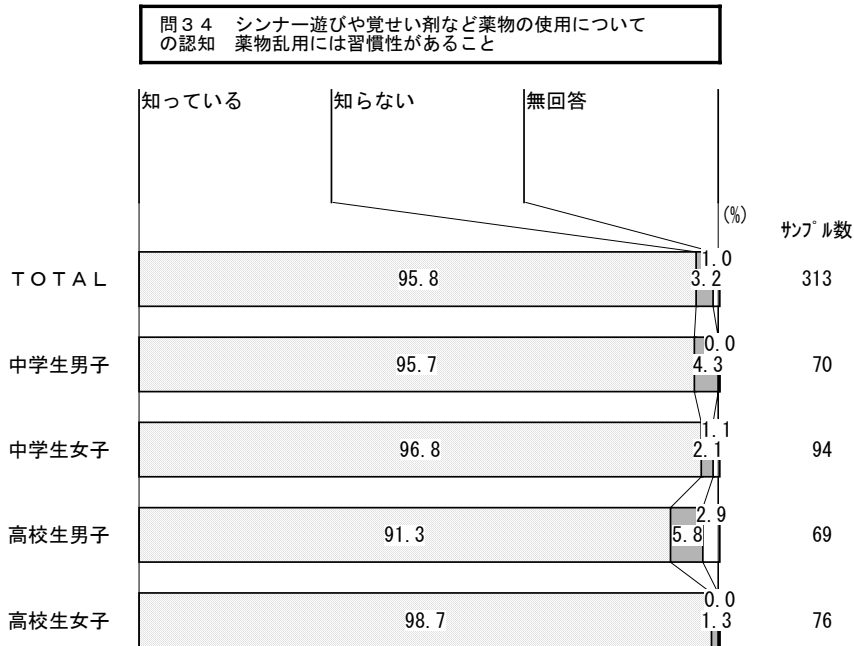 問３４　シンナー遊びや覚せい剤など薬物の使用について
の認知　薬物乱用には習慣性があること
知っている 知らない 無回答
(%)
ｻﾝﾌﾟﾙ数
ＴＯＴＡＬ 95.8 3.2 1.0 313
中学生男子 95.7 4.3 0.0 70
中学生女子 96.8 2.1 1.1 94
高校生男子 91.3 5.8 2.9 69
高校生女子 98.7 1.3 0.0 76